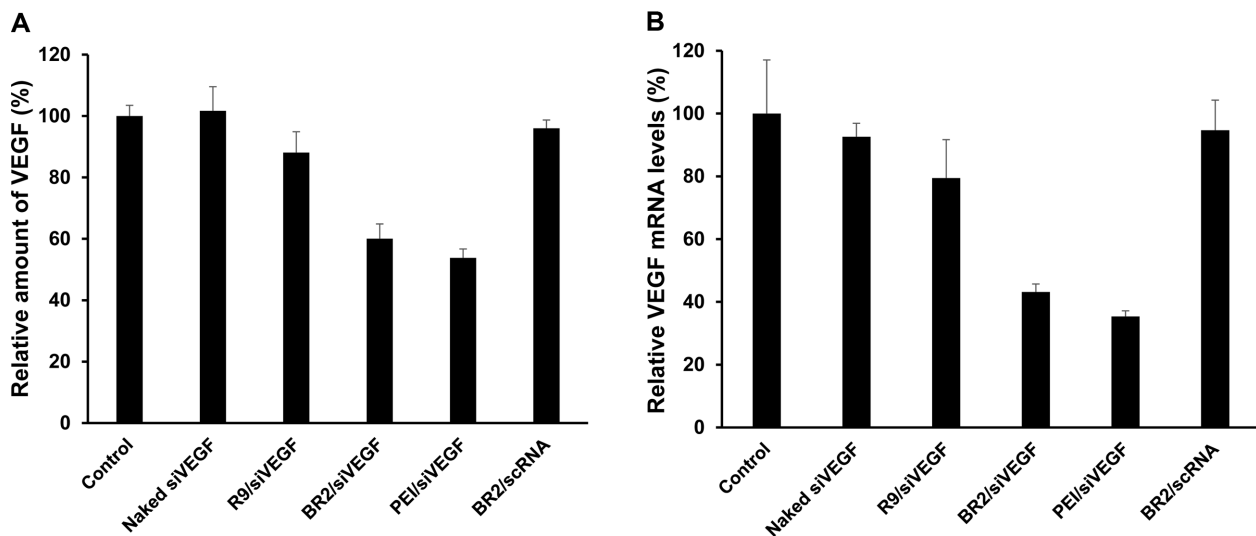 A
Relative amount of VEGF (%)
120
100
80
60
40
20
0
Control
Naked siVEGF
R9/siVEGF
BR2/siVEGF
PEI/siVEGF
BR2/scRNA
B
Relative VEGF mRNA levels (%)
120
100
80
60
40
20
0
Control
Naked siVEGF
R9/siVEGF
BR2/siVEGF
PEI/siVEGF
BR2/scRNA